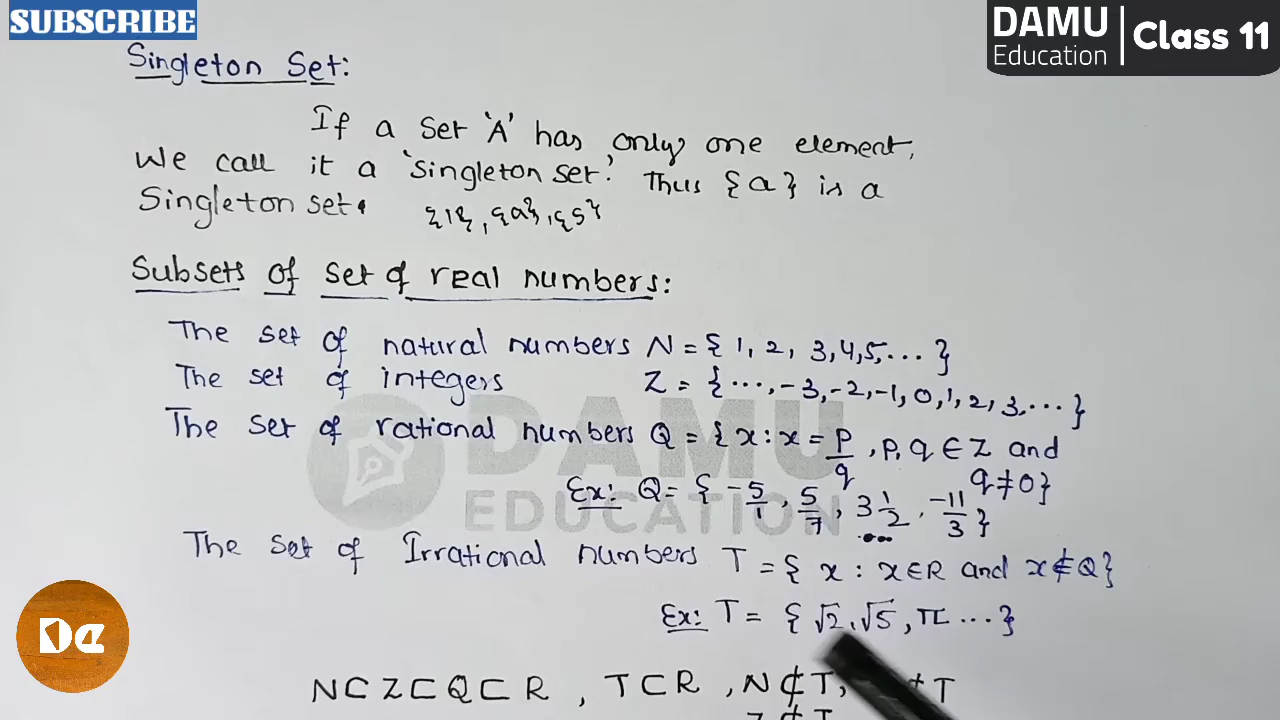 SUBSCRIBE
DAMU Education | Class 11
Singleton Set:
If a set 'A' has only one element,
We call it a 'singleton set'. Thus {a} is a
Singleton set. {1}, {a}, {5}
Subsets of set of real numbers:
The set of natural numbers N = {1, 2, 3, 4, 5, ... }
The set of integers Z = {..., -3, -2, -1, 0, 1, 2, 3, ... }
The set of rational numbers Q = { x : x = p/q , p, q ∈ Z and
q ≠ 0}
Ex: Q = { -5/1 , 5/7 , 3 1/2 , -11/3 }
....
The set of Irrational numbers T = { x : x ∈ R and x ∉ Q}
Ex: T = { √2, √5, π ... }
N ⊂ Z ⊂ Q ⊂ R , T ⊂ R , N ⊄ T, ⊄ T
Z ⊄ T
DAMU
EDUCATION
De